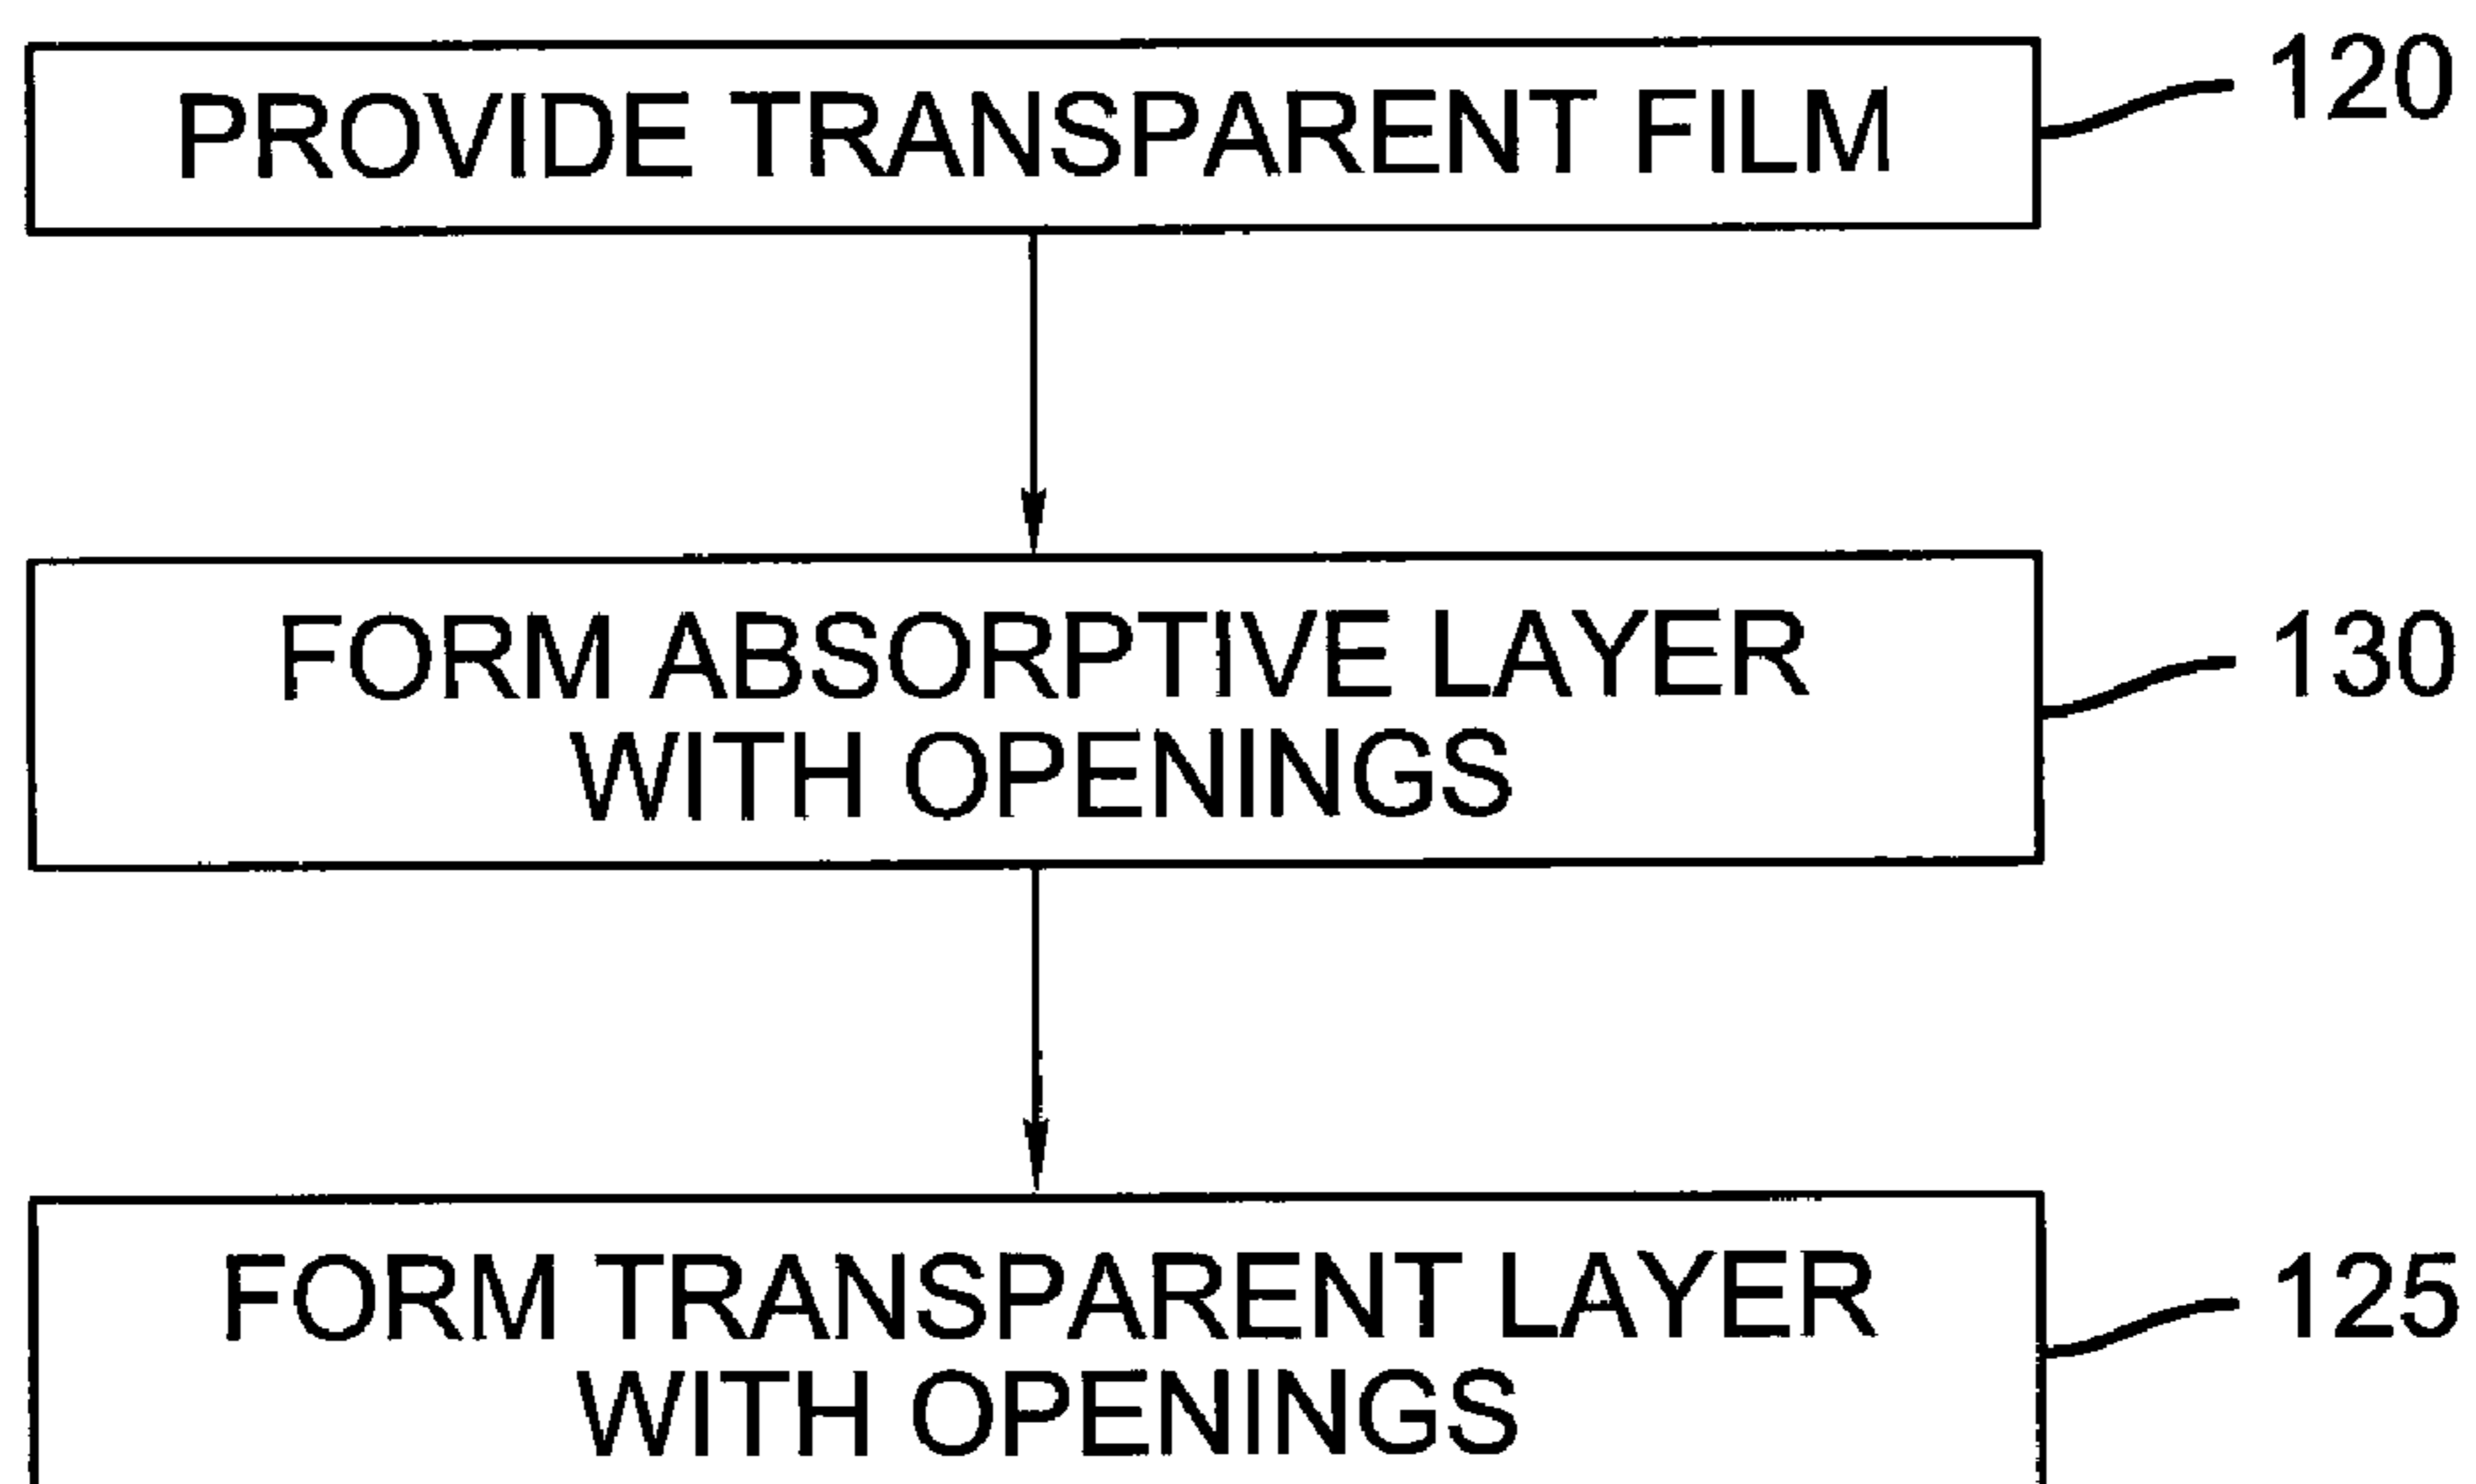 PROVIDE TRANSPARENT FILM
120
FORM ABSORPTIVE LAYER
WITH OPENINGS
130
FORM TRANSPARENT LAYER
WITH OPENINGS
125